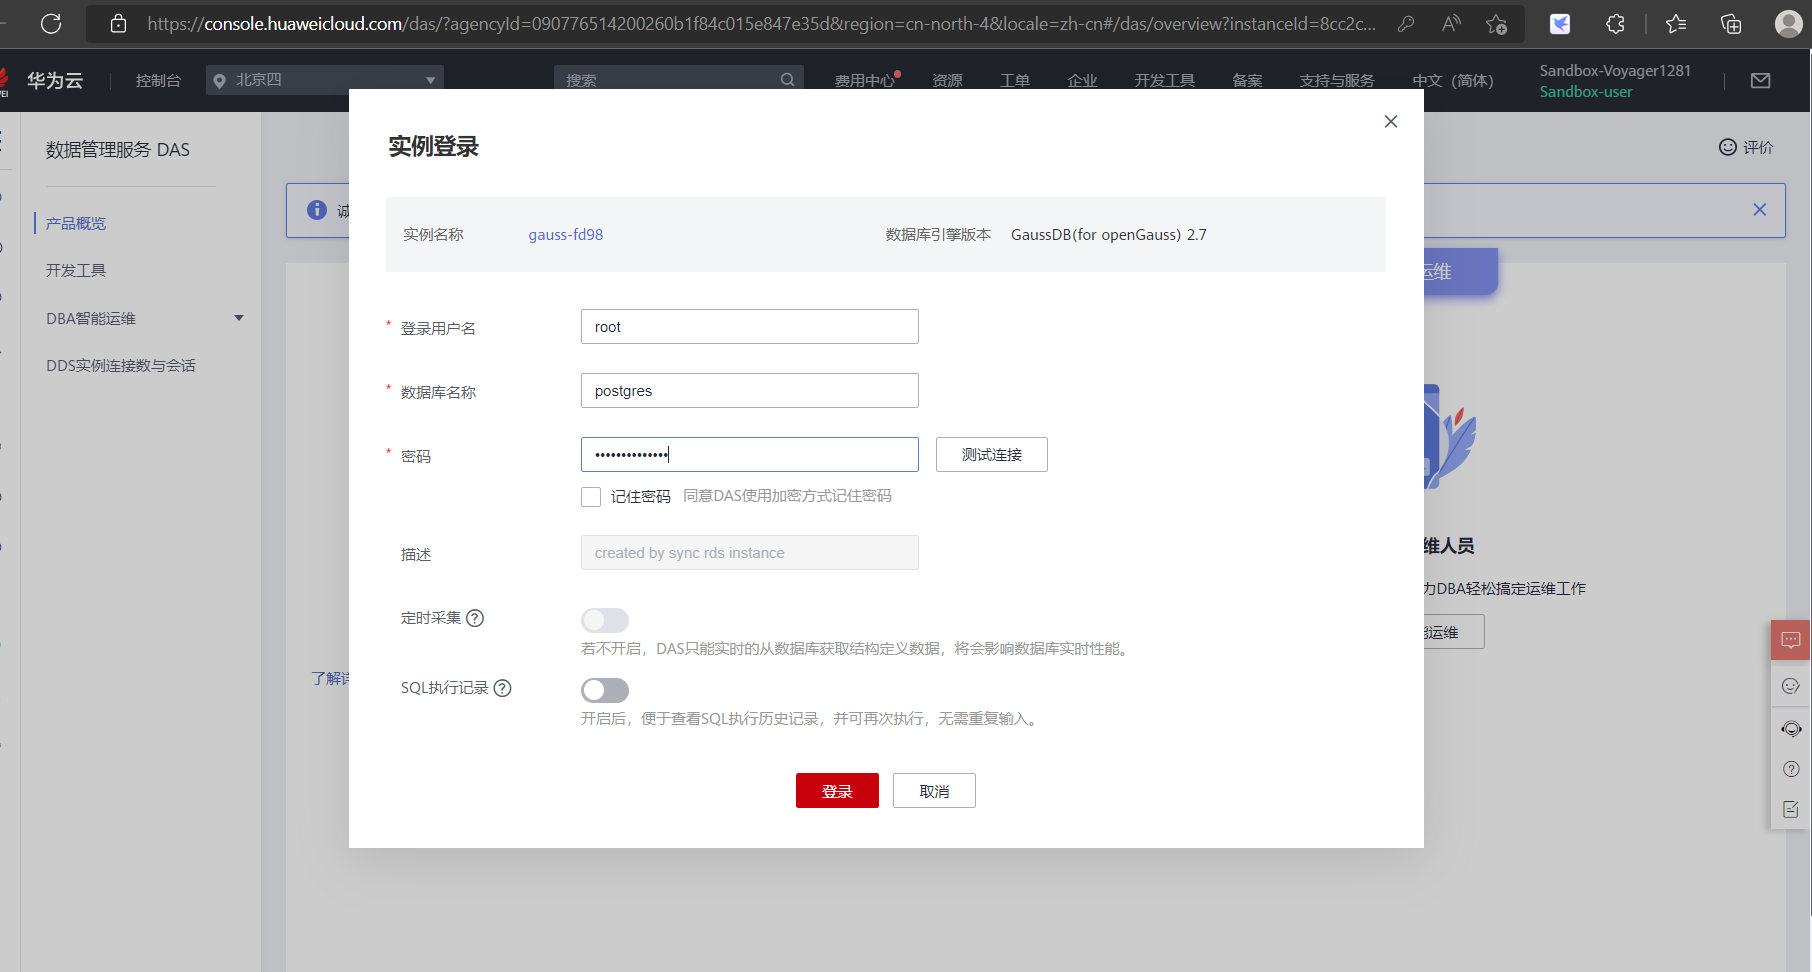 https://console.huaweicloud.com/das/?agencyId=090776514200260b1f84c015e847e35d&region=cn-north-4&locale=zh-cn#/das/overview?instanceId=8cc2c...
华为云
控制台
北京四
搜索
费用中心
资源
工单
企业
开发工具
备案
支持与服务
中文（简体）
Sandbox-Voyager1281
Sandbox-user
数据管理服务 DAS
产品概览
开发工具
DBA智能运维
DDS实例连接数与会话
评价
诚
实例登录
实例名称 gauss-fd98 数据库引擎版本 GaussDB(for openGauss) 2.7
* 登录用户名 root
* 数据库名称 postgres
* 密码 •••••••••••••• 测试连接
记住密码 同意DAS使用加密方式记住密码
描述 created by sync rds instance
定时采集
若不开启，DAS只能实时的从数据库获取结构定义数据，将会影响数据库实时性能。
SQL执行记录
开启后，便于查看SQL执行历史记录，并可再次执行，无需重复输入。
登录 取消
运维
维人员
力DBA轻松搞定运维工作
运维
了解